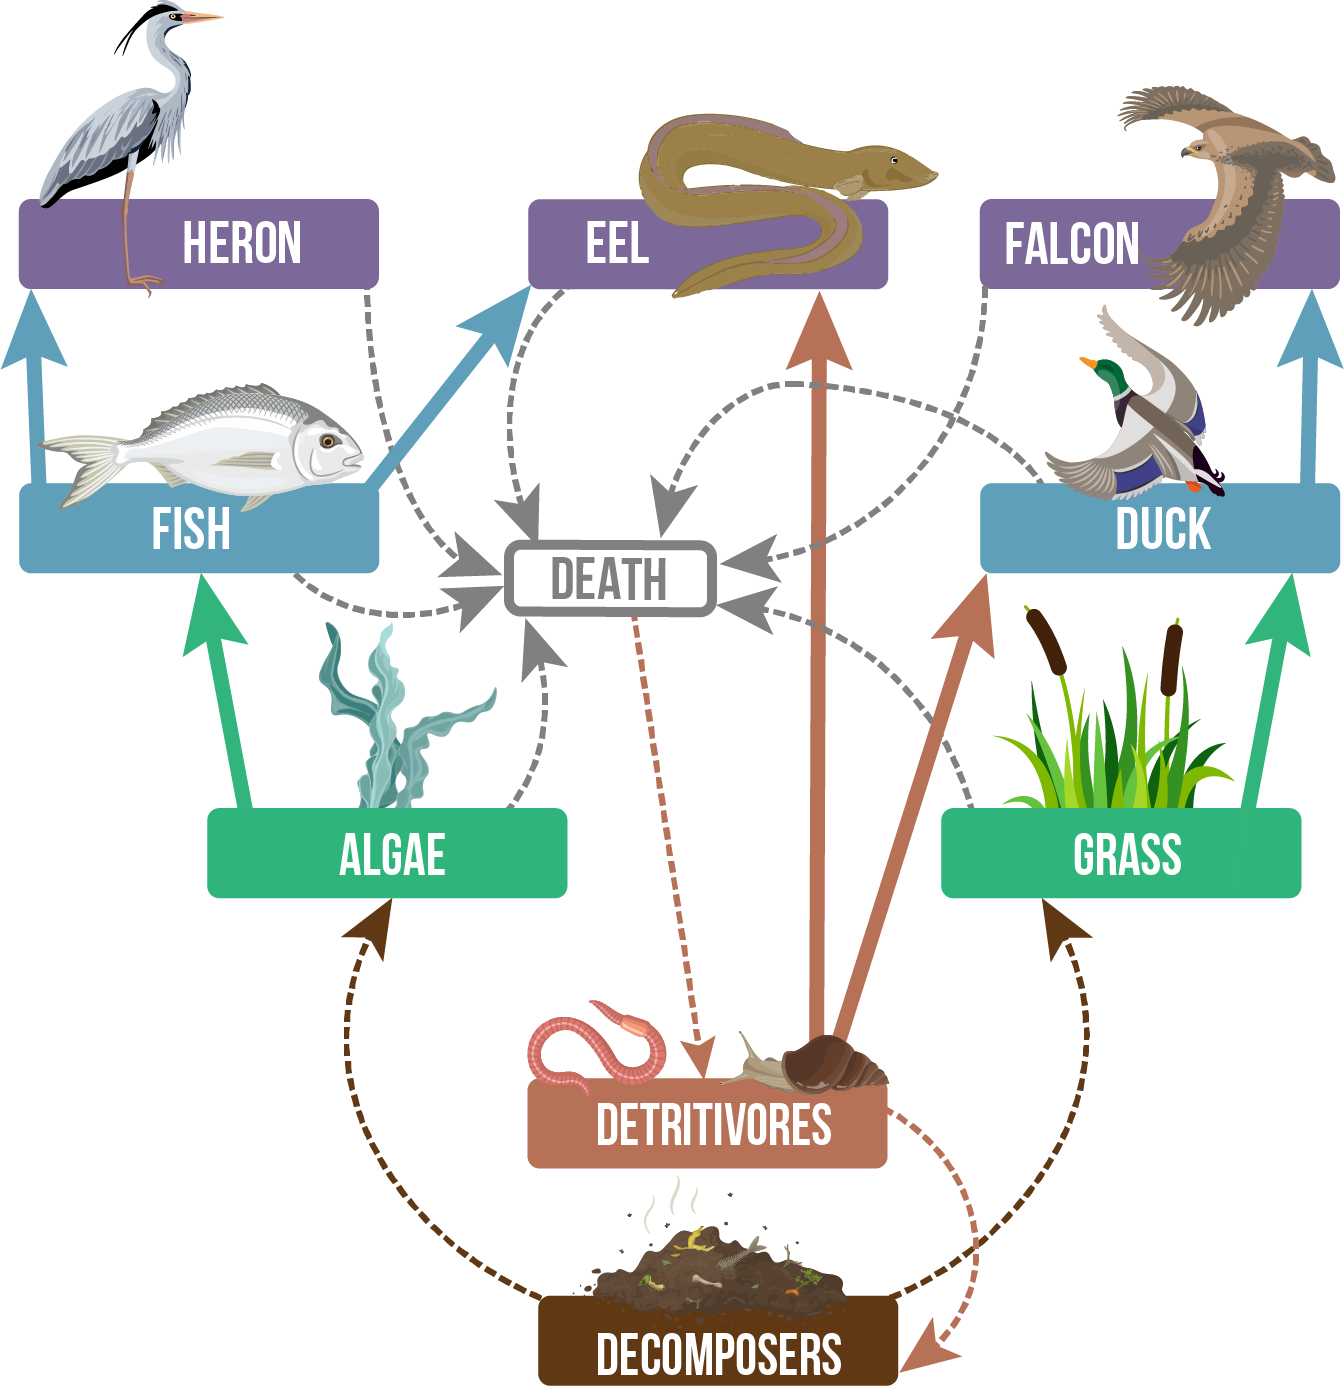 HERON
EEL
FALCON
FISH
DUCK
DEATH
ALGAE
GRASS
DETRITIVORES
DECOMPOSERS